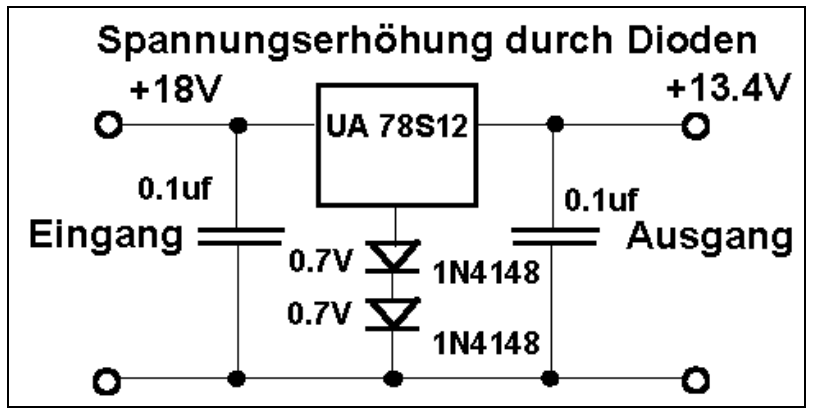 Spannungserhöhung durch Dioden
+18V
+13.4V
UA 78S12
0.1uf
0.1uf
Eingang
Ausgang
0.7V
1N4148
0.7V
1N4148